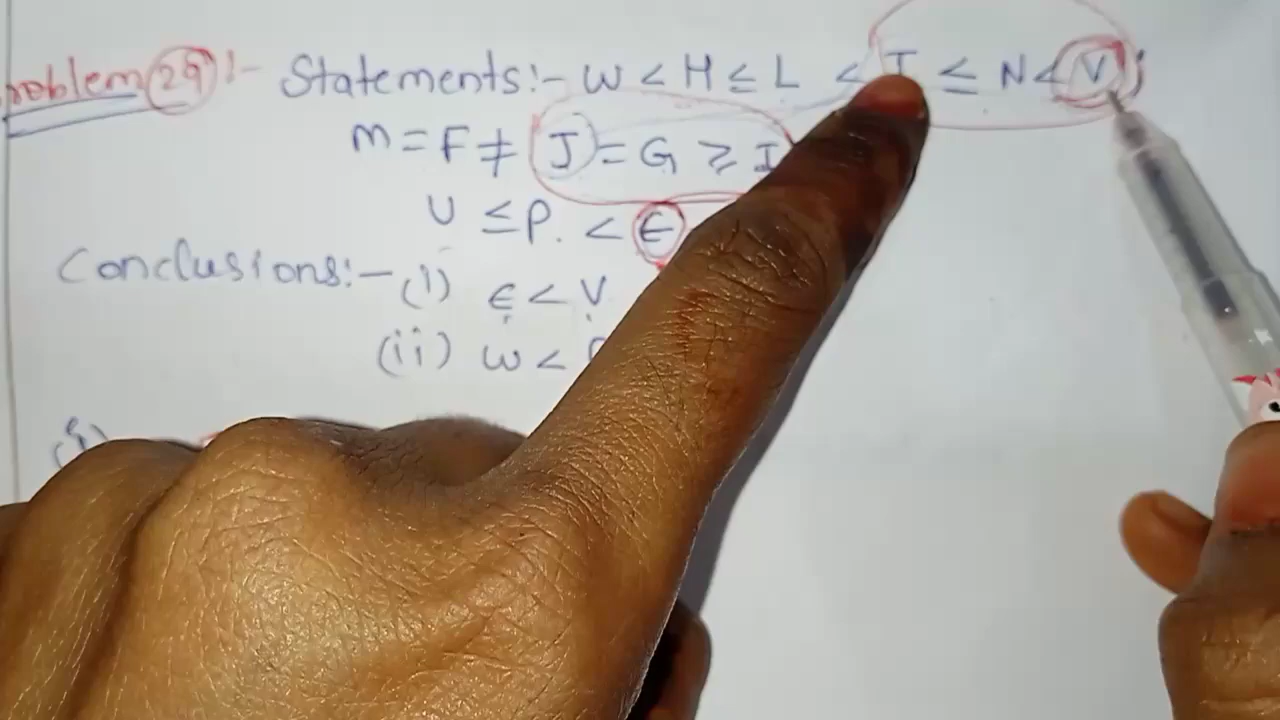 Problem 29 :- Statements:- W < H ≤ L < J ≤ N < V ;
M = F ≠ J = G ≥ I
U ≤ P. < E
Conclusions:- (i) E < V
(ii) W <
(i)